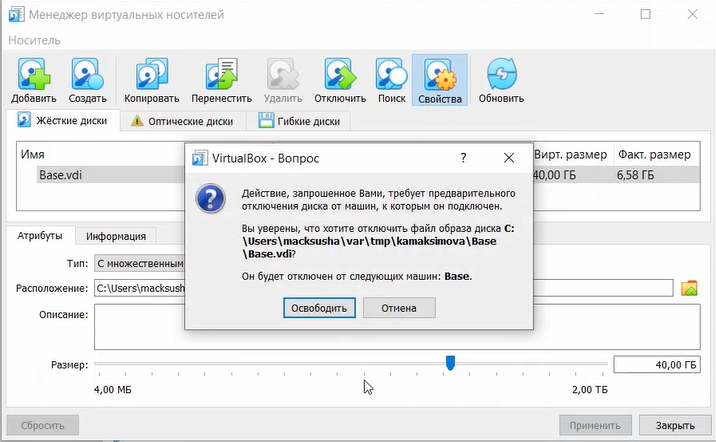 Менеджер виртуальных носителей
Носитель
Добавить Создать Копировать Переместить Удалить Отключить Поиск Свойства Обновить
Жёсткие диски Оптические диски Гибкие диски
Имя Вирт. размер Факт. размер
Base.vdi 40,00 ГБ 6,58 ГБ
VirtualBox - Вопрос
Действие, запрошенное Вами, требует предварительного
отключения диска от машин, к которым он подключен.
Вы уверены, что хотите отключить файл образа диска C:
\Users\macksusha\var\tmp\kamaksimova\Base
\Base.vdi?
Он будет отключен от следующих машин: Base.
Освободить Отмена
Атрибуты Информация
Тип: С множественным
Расположение: C:\Users\macksusha
Описание:
Размер: 40,00 ГБ
4,00 МБ 2,00 ТБ
Сбросить Применить Закрыть